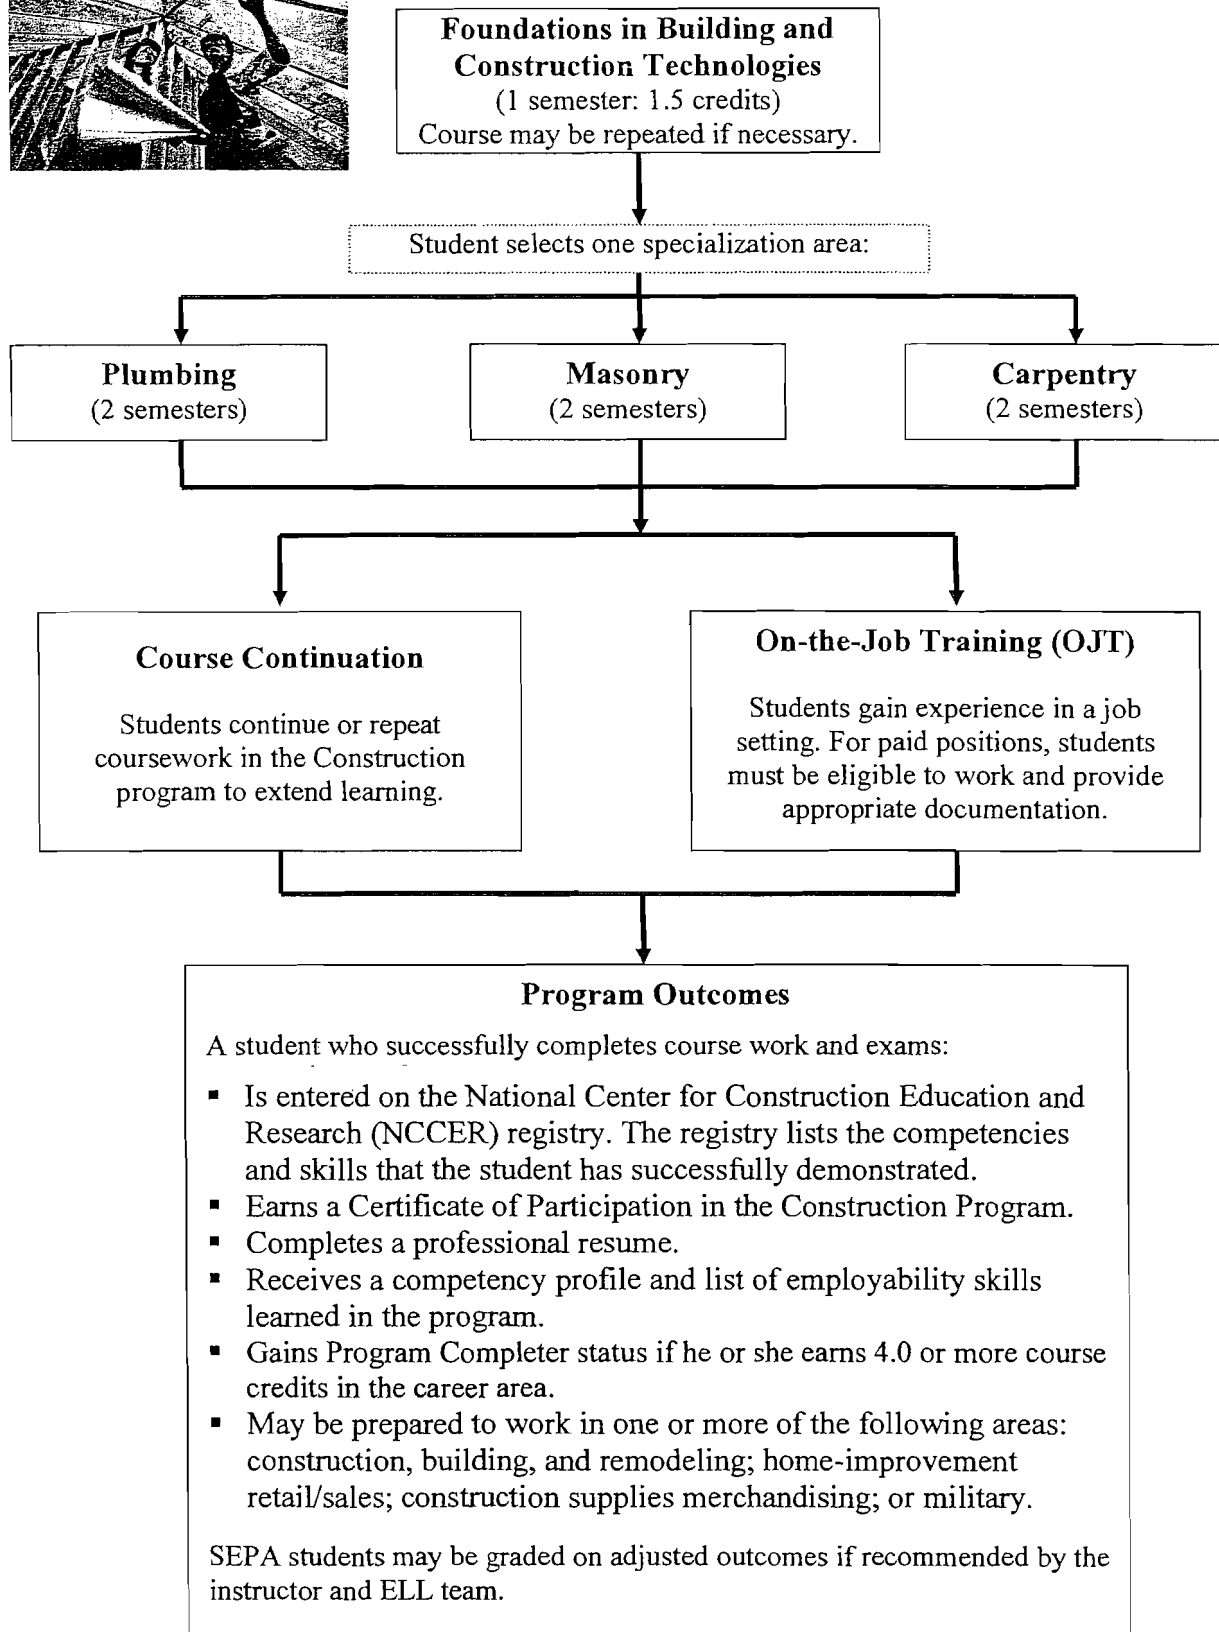 Foundations in Building and
Construction Technologies
(1 semester: 1.5 credits)
Course may be repeated if necessary.
Student selects one specialization area:
Plumbing
(2 semesters)
Masonry
(2 semesters)
Carpentry
(2 semesters)
Course Continuation
Students continue or repeat
coursework in the Construction
program to extend learning.
On-the-Job Training (OJT)
Students gain experience in a job
setting. For paid positions, students
must be eligible to work and provide
appropriate documentation.
Program Outcomes
A student who successfully completes course work and exams:
▪ Is entered on the National Center for Construction Education and
Research (NCCER) registry. The registry lists the competencies
and skills that the student has successfully demonstrated.
▪ Earns a Certificate of Participation in the Construction Program.
▪ Completes a professional resume.
▪ Receives a competency profile and list of employability skills
learned in the program.
▪ Gains Program Completer status if he or she earns 4.0 or more course
credits in the career area.
▪ May be prepared to work in one or more of the following areas:
construction, building, and remodeling; home-improvement
retail/sales; construction supplies merchandising; or military.
SEPA students may be graded on adjusted outcomes if recommended by the
instructor and ELL team.